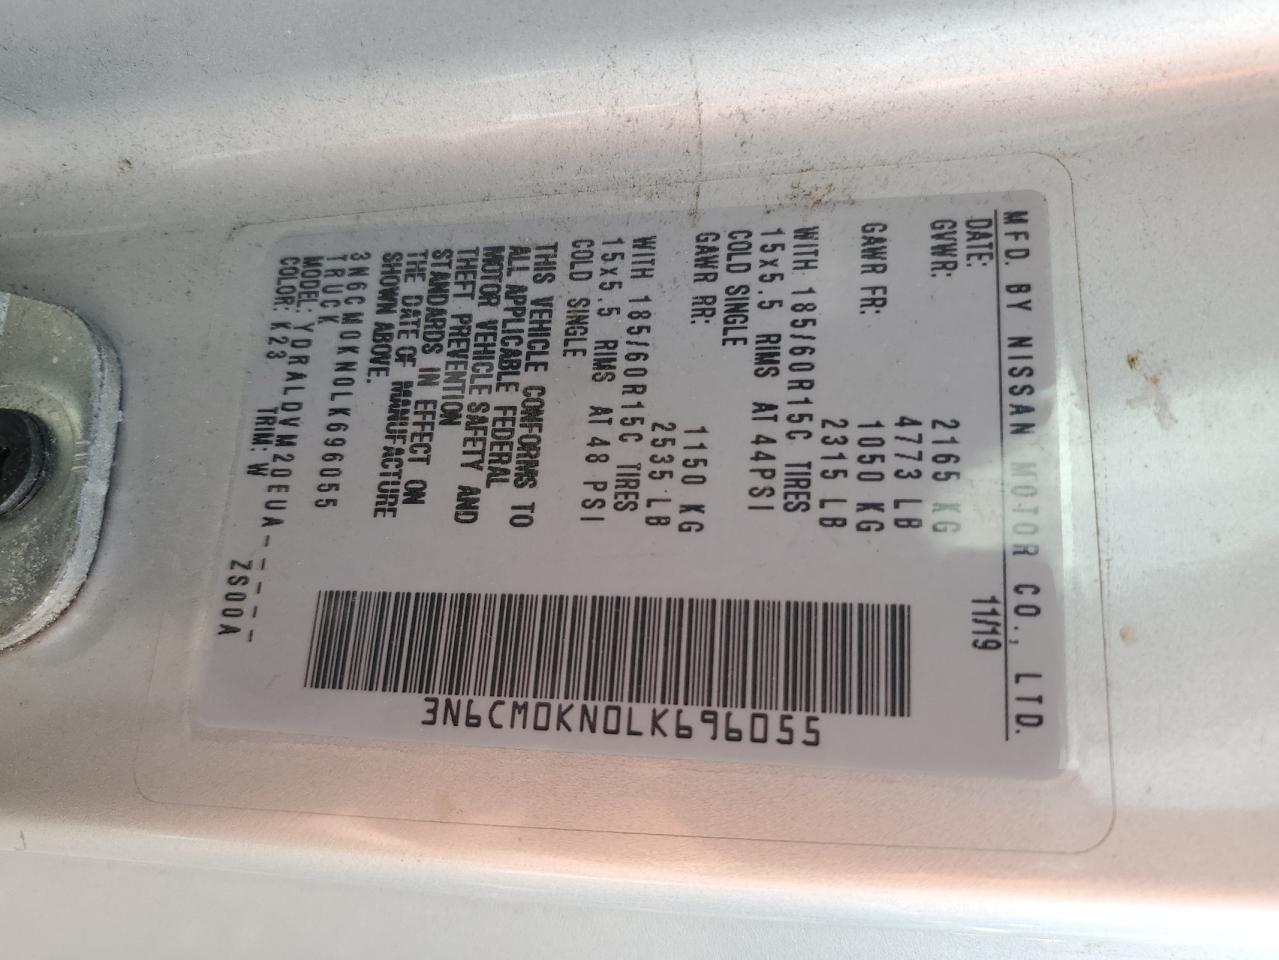 MFD. BY NISSAN MOTOR CO., LTD.
DATE: 11/19
GVWR: 2165 KG
4773 LB
GAWR FR: 1050 KG
2315 LB
WITH 185/60R15C TIRES
15x5.5 RIMS AT 44PSI
COLD SINGLE
GAWR RR: 1150 KG
2535 LB
WITH 185/60R15C TIRES
15x5.5 RIMS AT 48 PSI
COLD SINGLE
THIS VEHICLE CONFORMS TO
ALL APPLICABLE FEDERAL
MOTOR VEHICLE SAFETY AND
THEFT PREVENTION
STANDARDS IN EFFECT ON
THE DATE OF MANUFACTURE
SHOWN ABOVE.
3N6CM0KN0LK696055
TRUCK
MODEL: YDRALDVM20EUA-----
COLOR: K23 TRIM: W ZS00A
3N6CM0KN0LK696055